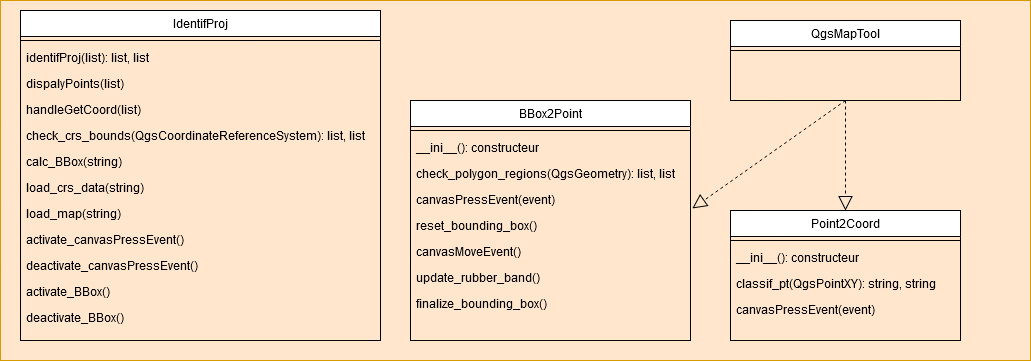 IdentifProj
identifProj(list): list, list
dispalyPoints(list)
handleGetCoord(list)
check_crs_bounds(QgsCoordinateReferenceSystem): list, list
calc_BBox(string)
load_crs_data(string)
load_map(string)
activate_canvasPressEvent()
deactivate_canvasPressEvent()
activate_BBox()
deactivate_BBox()
BBox2Point
__ini__(): constructeur
check_polygon_regions(QgsGeometry): list, list
canvasPressEvent(event)
reset_bounding_box()
canvasMoveEvent()
update_rubber_band()
finalize_bounding_box()
QgsMapTool
Point2Coord
__ini__(): constructeur
classif_pt(QgsPointXY): string, string
canvasPressEvent(event)